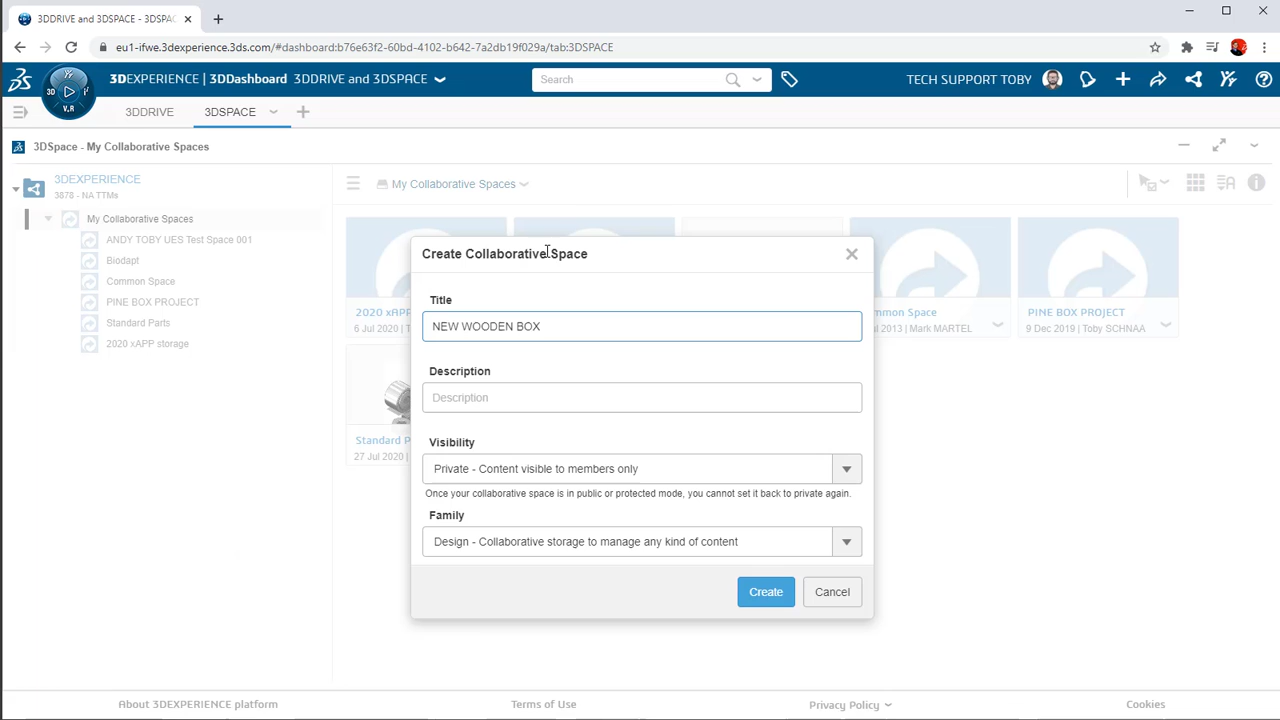 3DDRIVE and 3DSPACE - 3DSPAC
eu1-ifwe.3dexperience.3ds.com/#dashboard:b76e63f2-60bd-4102-b642-7a2db19f029a/tab:3DSPACE
3DEXPERIENCE | 3DDashboard 3DDRIVE and 3DSPACE
Search
TECH SUPPORT TOBY
3D
V.R
3DDRIVE
3DSPACE
3DSpace - My Collaborative Spaces
3DEXPERIENCE
3878 - NA TTMs
My Collaborative Spaces
ANDY TOBY UES Test Space 001
Biodapt
Common Space
PINE BOX PROJECT
Standard Parts
2020 xAPP storage
My Collaborative Spaces
2020 xAPP
6 Jul 2020 | T
mmon Space
ul 2013 | Mark MARTEL
PINE BOX PROJECT
9 Dec 2019 | Toby SCHNAA
Standard P
27 Jul 2020 |
Create Collaborative Space
Title
NEW WOODEN BOX
Description
Description
Visibility
Private - Content visible to members only
Once your collaborative space is in public or protected mode, you cannot set it back to private again.
Family
Design - Collaborative storage to manage any kind of content
Create
Cancel
About 3DEXPERIENCE platform
Terms of Use
Privacy Policy
Cookies